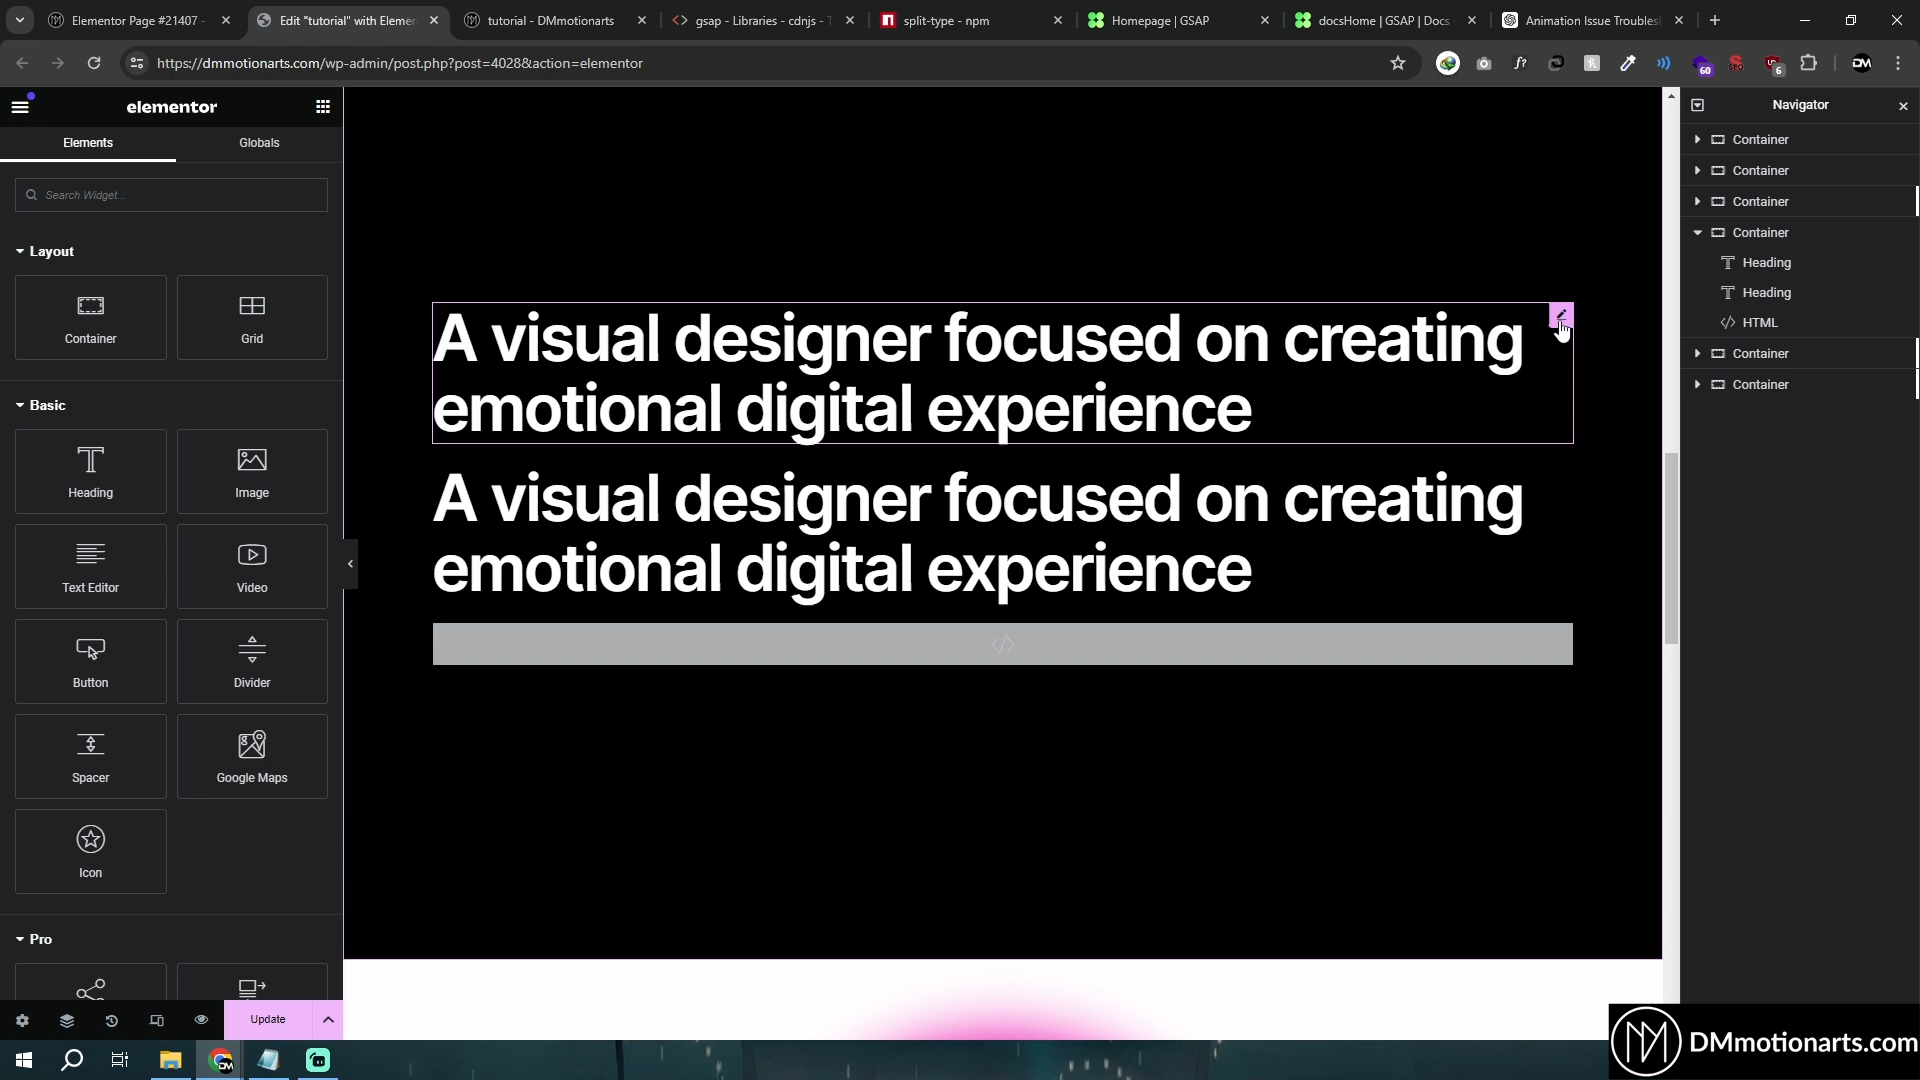 Elementor Page #21407 -
Edit "tutorial" with Elemen
tutorial - DMmotionarts
gsap - Libraries - cdnjs - T
split-type - npm
Homepage | GSAP
docsHome | GSAP | Docs
Animation Issue Troubles
https://dmmotionarts.com/wp-admin/post.php?post=4028&action=elementor
f?
60
SPO
6
DM
elementor
Elements
Globals
Search Widget...
Layout
Container
Grid
Basic
Heading
Image
Text Editor
Video
Button
Divider
Spacer
Google Maps
Icon
Pro
Update
A visual designer focused on creating
emotional digital experience
A visual designer focused on creating
emotional digital experience
Navigator
Container
Container
Container
Container
Heading
Heading
HTML
Container
Container
DMmotionarts.com